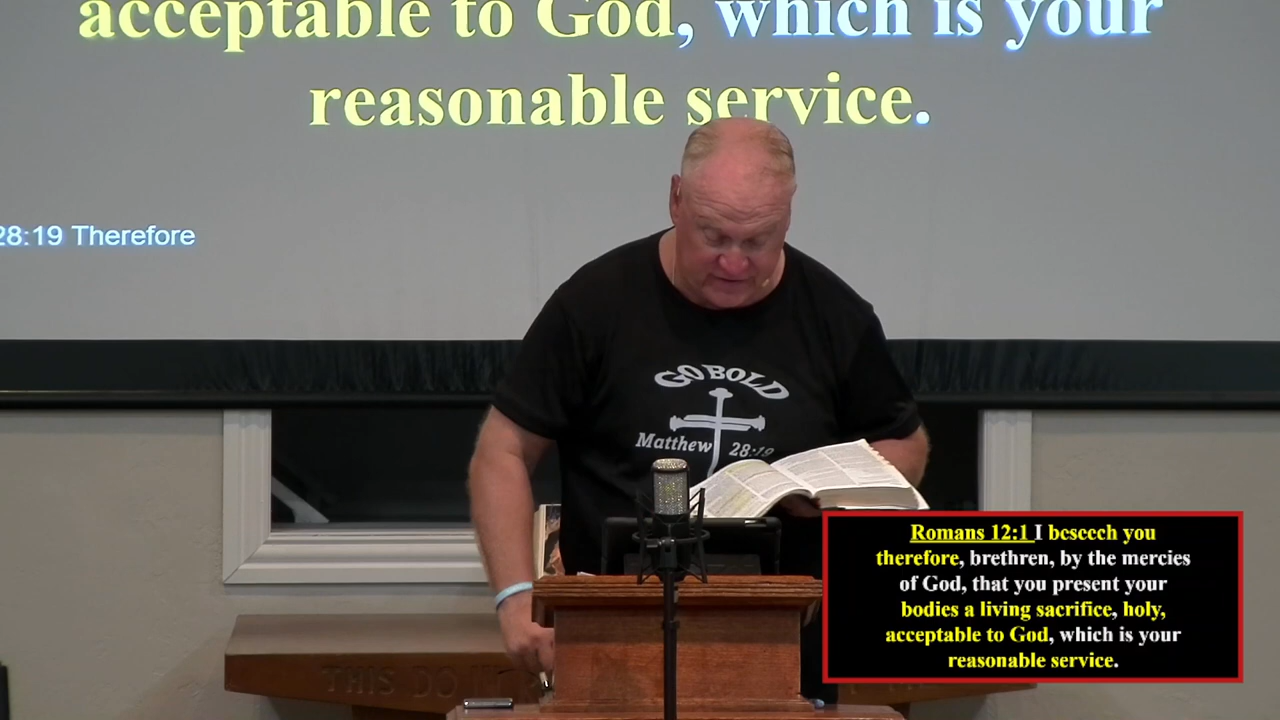 acceptable to God, which is your
reasonable service.
28:19 Therefore
GO BOLD
Matthew 28:19
THIS DO
Romans 12:1 I beseech you
therefore, brethren, by the mercies
of God, that you present your
bodies a living sacrifice, holy,
acceptable to God, which is your
reasonable service.